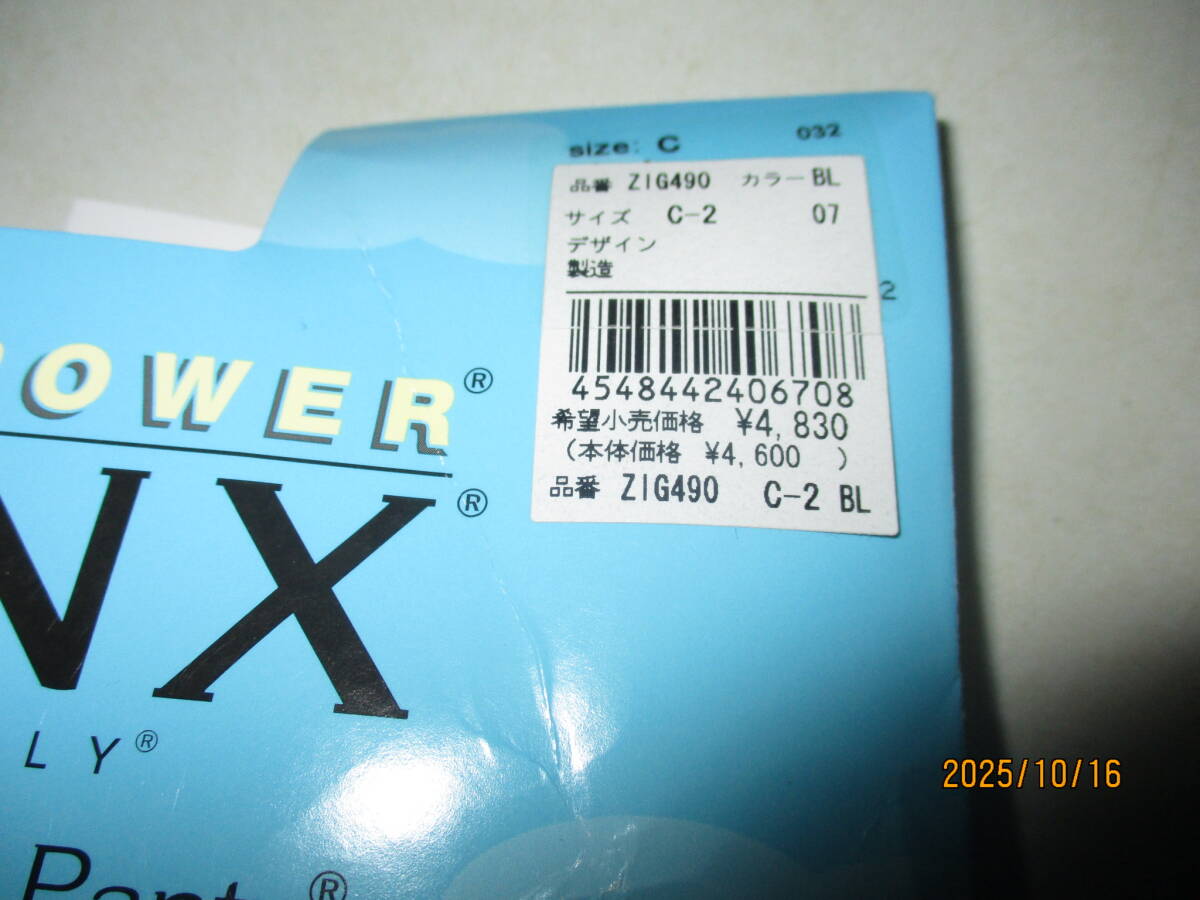 size: C 032
品番 ZIG490 カラー BL
サイズ C-2 07
デザイン
製造
2
4548442406708
希望小売価格 ¥4,830
(本体価格 ¥4,600 )
品番 ZIG490 C-2 BL
POWER®
NX®
LY®
Pant ®
2025/10/16